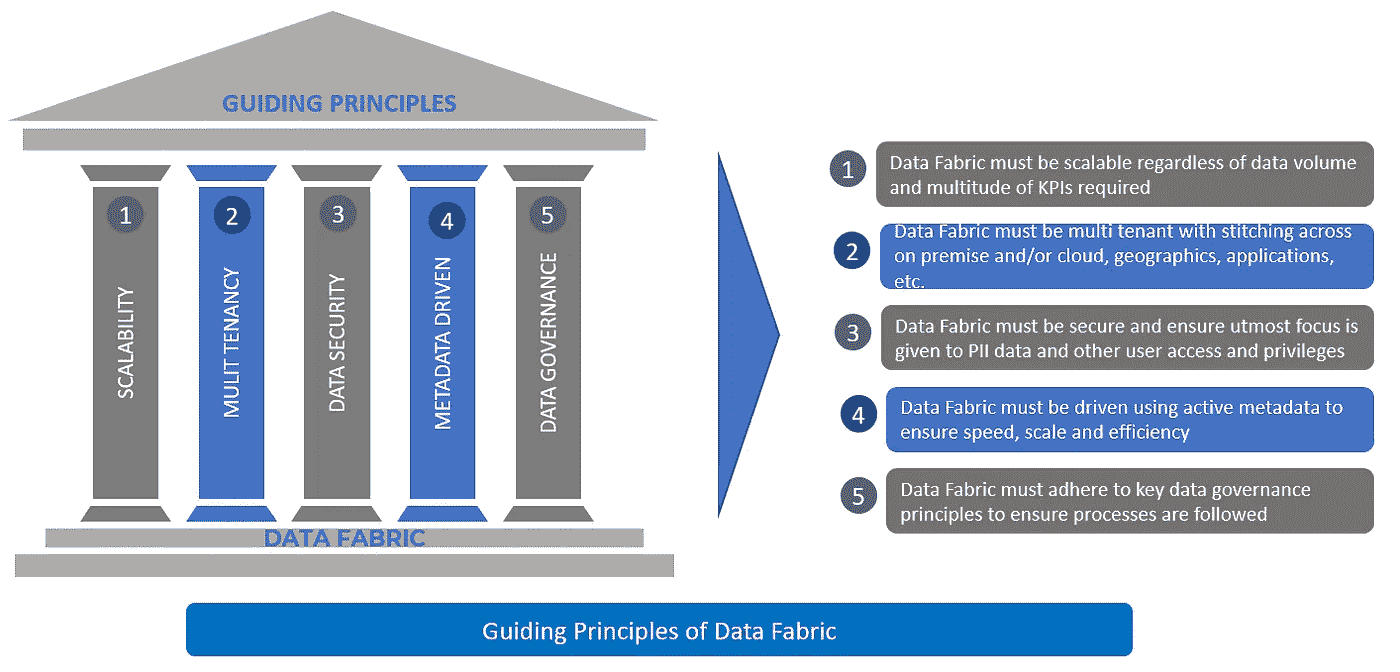 GUIDING PRINCIPLES
1
SCALABILITY
2
MULIT TENANCY
3
DATA SECURITY
4
METADATA DRIVEN
5
DATA GOVERNANCE
DATA FABRIC
1
Data Fabric must be scalable regardless of data volume
and multitude of KPIs required
2
Data Fabric must be multi tenant with stitching across
on premise and/or cloud, geographics, applications,
etc.
3
Data Fabric must be secure and ensure utmost focus is
given to PII data and other user access and privileges
4
Data Fabric must be driven using active metadata to
ensure speed, scale and efficiency
5
Data Fabric must adhere to key data governance
principles to ensure processes are followed
Guiding Principles of Data Fabric